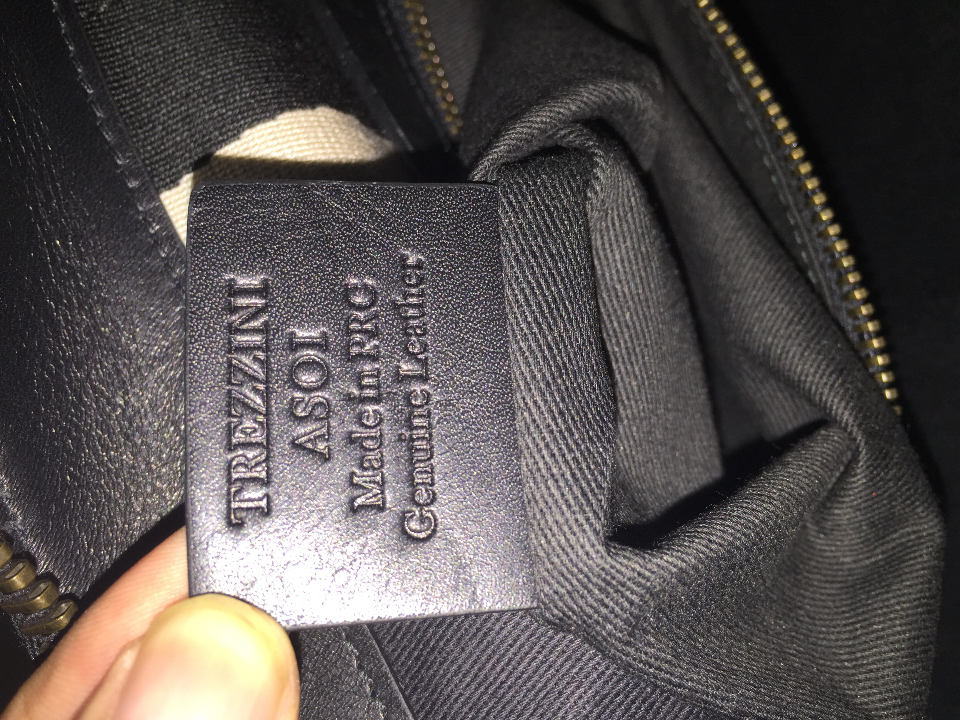 TREZZINI
ASOI
Made in PRC
Genuine Leather